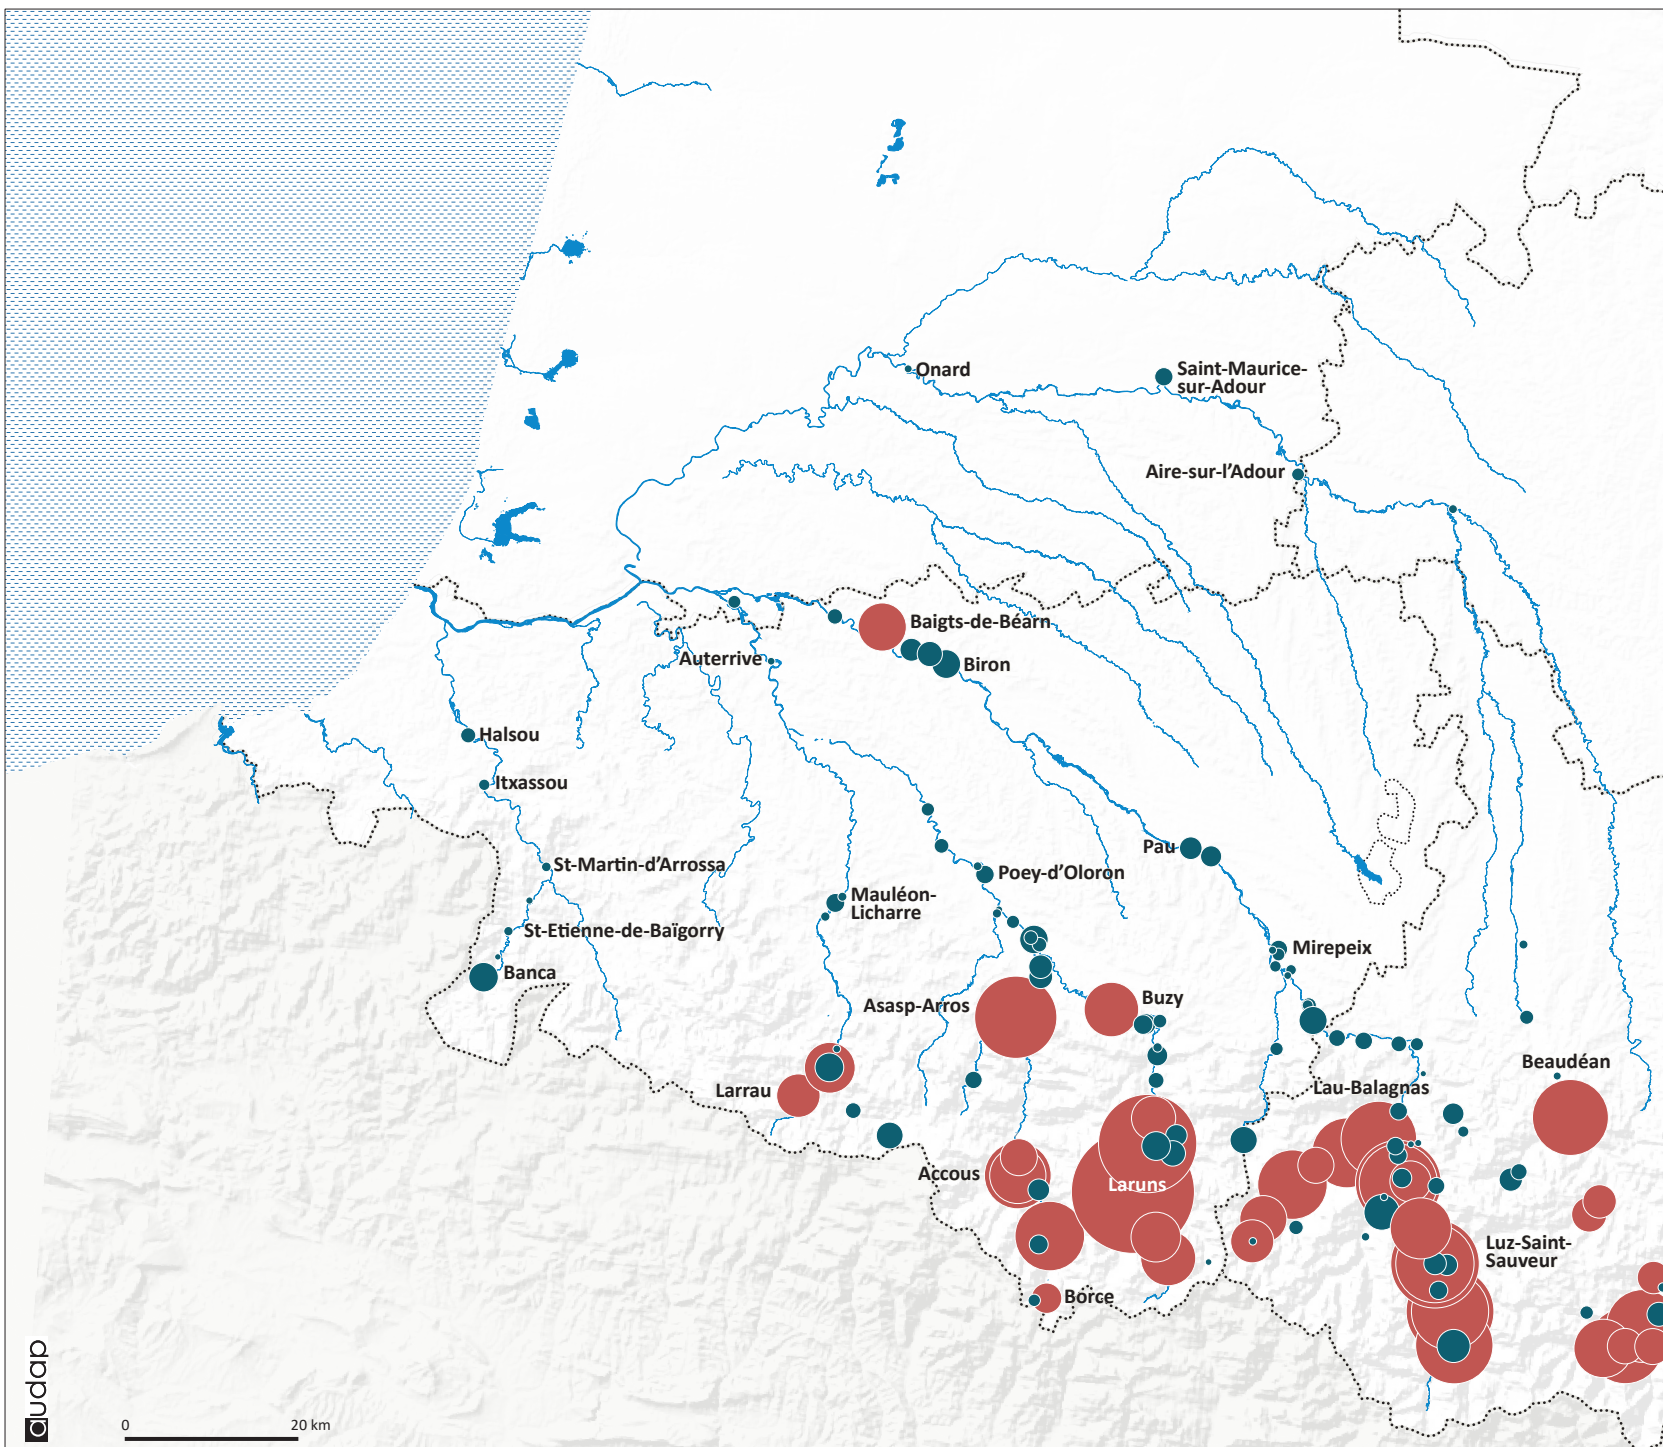 Onard
Saint-Maurice-
sur-Adour
Aire-sur-l'Adour
Baigts-de-Béarn
Auterrive
Biron
Halsou
Itxassou
Pau
St-Martin-d'Arrossa
Poey-d'Oloron
Mauléon-
Licharre
St-Etienne-de-Baïgorry
Mirepeix
Banca
Asasp-Arros
Buzy
Beaudéan
Larrau
Lau-Balagnas
Accous
Laruns
Luz-Saint-
Sauveur
Borce
audap
0
20 km